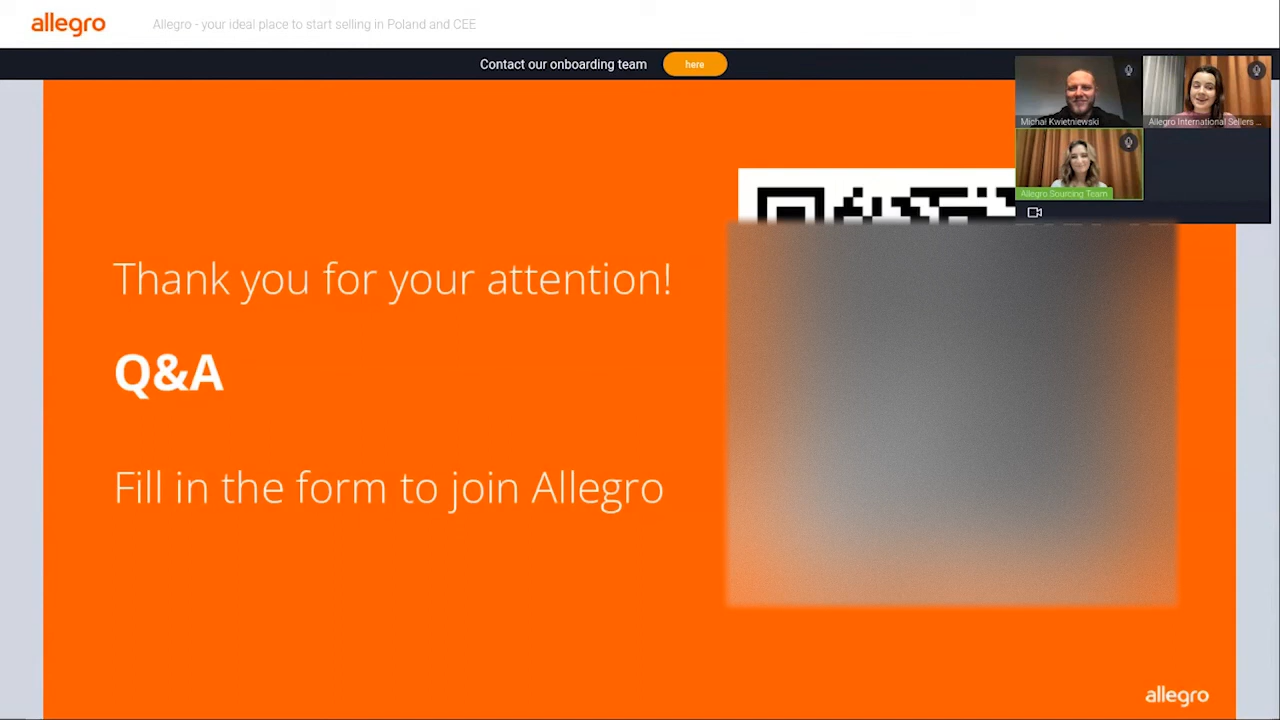 allegro
Allegro - your ideal place to start selling in Poland and CEE
Contact our onboarding team
here
Michał Kwietniewski
Allegro International Sellers ...
Allegro Sourcing Team
Thank you for your attention!
Q&A
Fill in the form to join Allegro
allegro